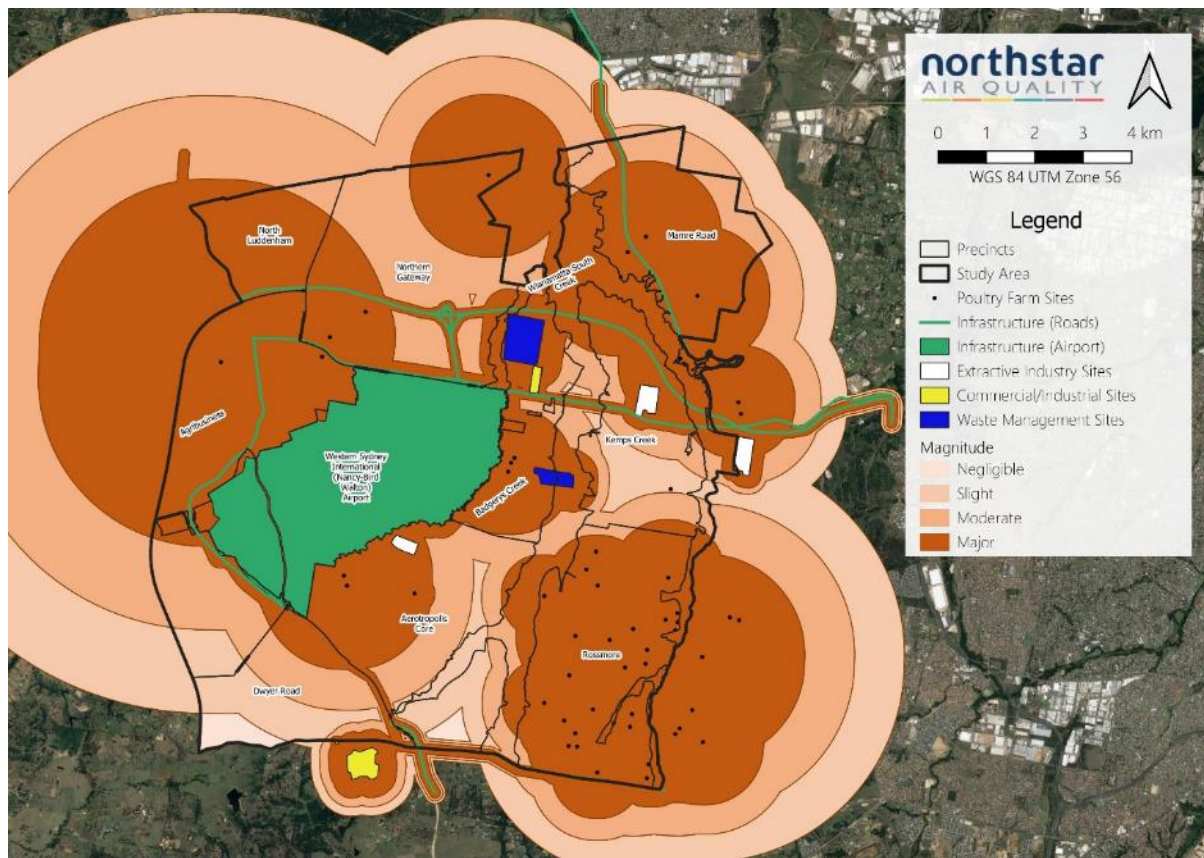 northstar
AIR QUALITY
N
0 1 2 3 4 km
WGS 84 UTM Zone 56
Legend
Precincts
Study Area
Poultry Farm Sites
Infrastructure (Roads)
Infrastructure (Airport)
Extractive Industry Sites
Commercial/Industrial Sites
Waste Management Sites
Magnitude
Negligible
Slight
Moderate
Major
North
Luddenham
Northern
Gateway
Wianamatta-South
Creek
Mamre Road
Agribusiness
Western Sydney
International
(Nancy-Bird
Walton)
Airport
Kemps Creek
Badgerys Creek
Aerotropolis
Core
Rossmore
Dwyer Road